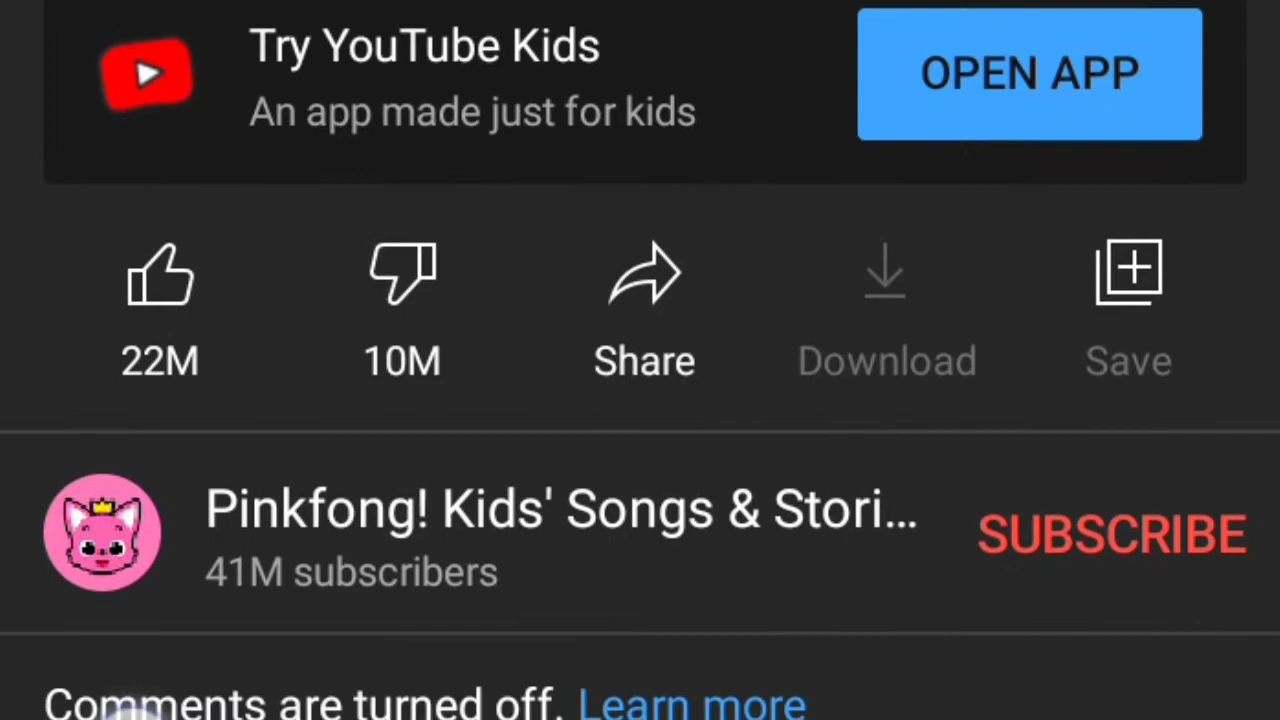 Try YouTube Kids
An app made just for kids
OPEN APP
22M
10M
Share
Download
Save
Pinkfong! Kids' Songs & Stori...
41M subscribers
SUBSCRIBE
Comments are turned off. Learn more